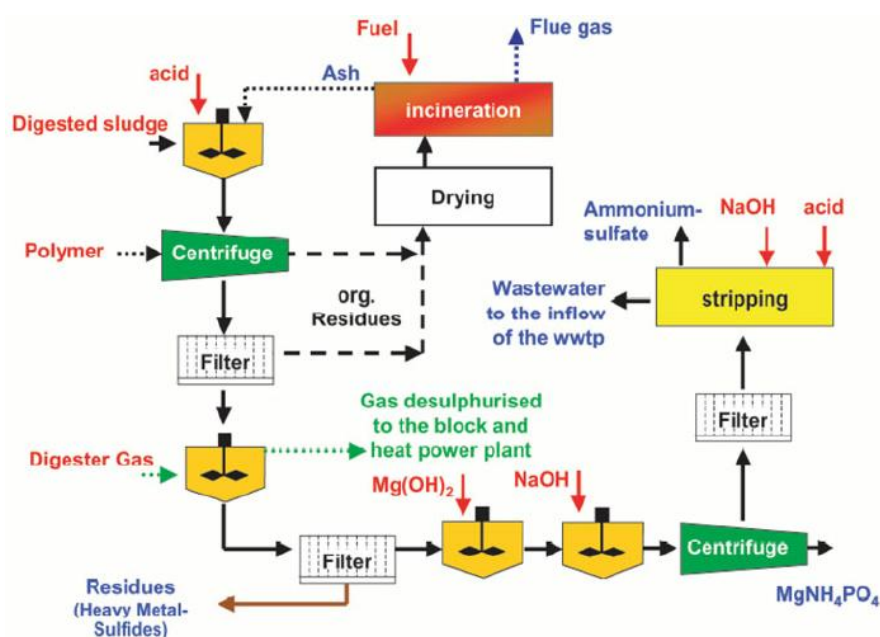 Fuel
Flue gas
Ash
acid
incineration
Digested sludge
Drying
Ammonium-
sulfate
NaOH
acid
Polymer
Centrifuge
org.
Residues
Wastewater
to the inflow
of the wwtp
stripping
Filter
Filter
Gas desulphurised
to the block and
heat power plant
Digester Gas
Mg(OH)₂
NaOH
Filter
Centrifuge
Residues
(Heavy Metal-
Sulfides)
MgNH₄PO₄